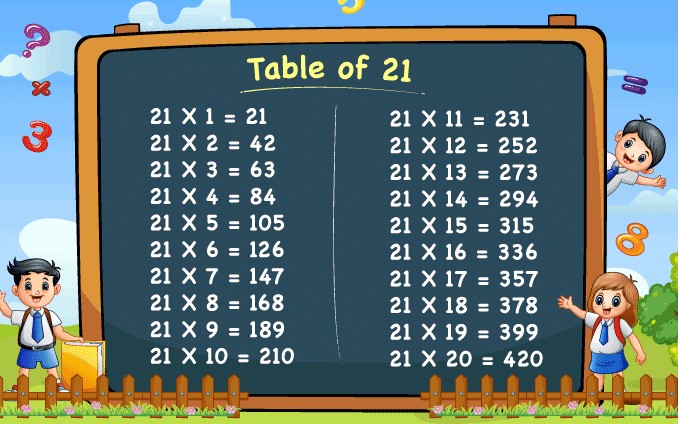 Table of 21
21 X 1 = 21
21 X 2 = 42
21 X 3 = 63
21 X 4 = 84
21 X 5 = 105
21 X 6 = 126
21 X 7 = 147
21 X 8 = 168
21 X 9 = 189
21 X 10 = 210
21 X 11 = 231
21 X 12 = 252
21 X 13 = 273
21 X 14 = 294
21 X 15 = 315
21 X 16 = 336
21 X 17 = 357
21 X 18 = 378
21 X 19 = 399
21 X 20 = 420
?
×
3
=
8